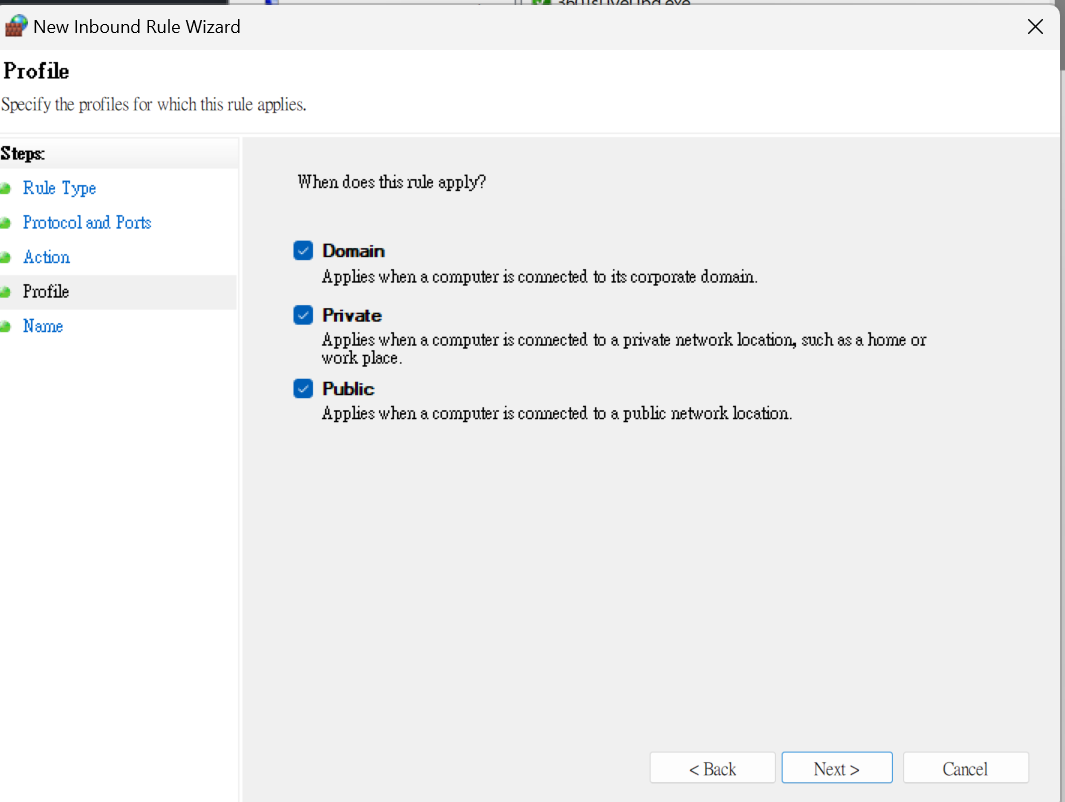 New Inbound Rule Wizard
Profile
Specify the profiles for which this rule applies.
Steps:
Rule Type
Protocol and Ports
Action
Profile
Name
When does this rule apply?
Domain
Applies when a computer is connected to its corporate domain.
Private
Applies when a computer is connected to a private network location, such as a home or
work place.
Public
Applies when a computer is connected to a public network location.
< Back
Next >
Cancel